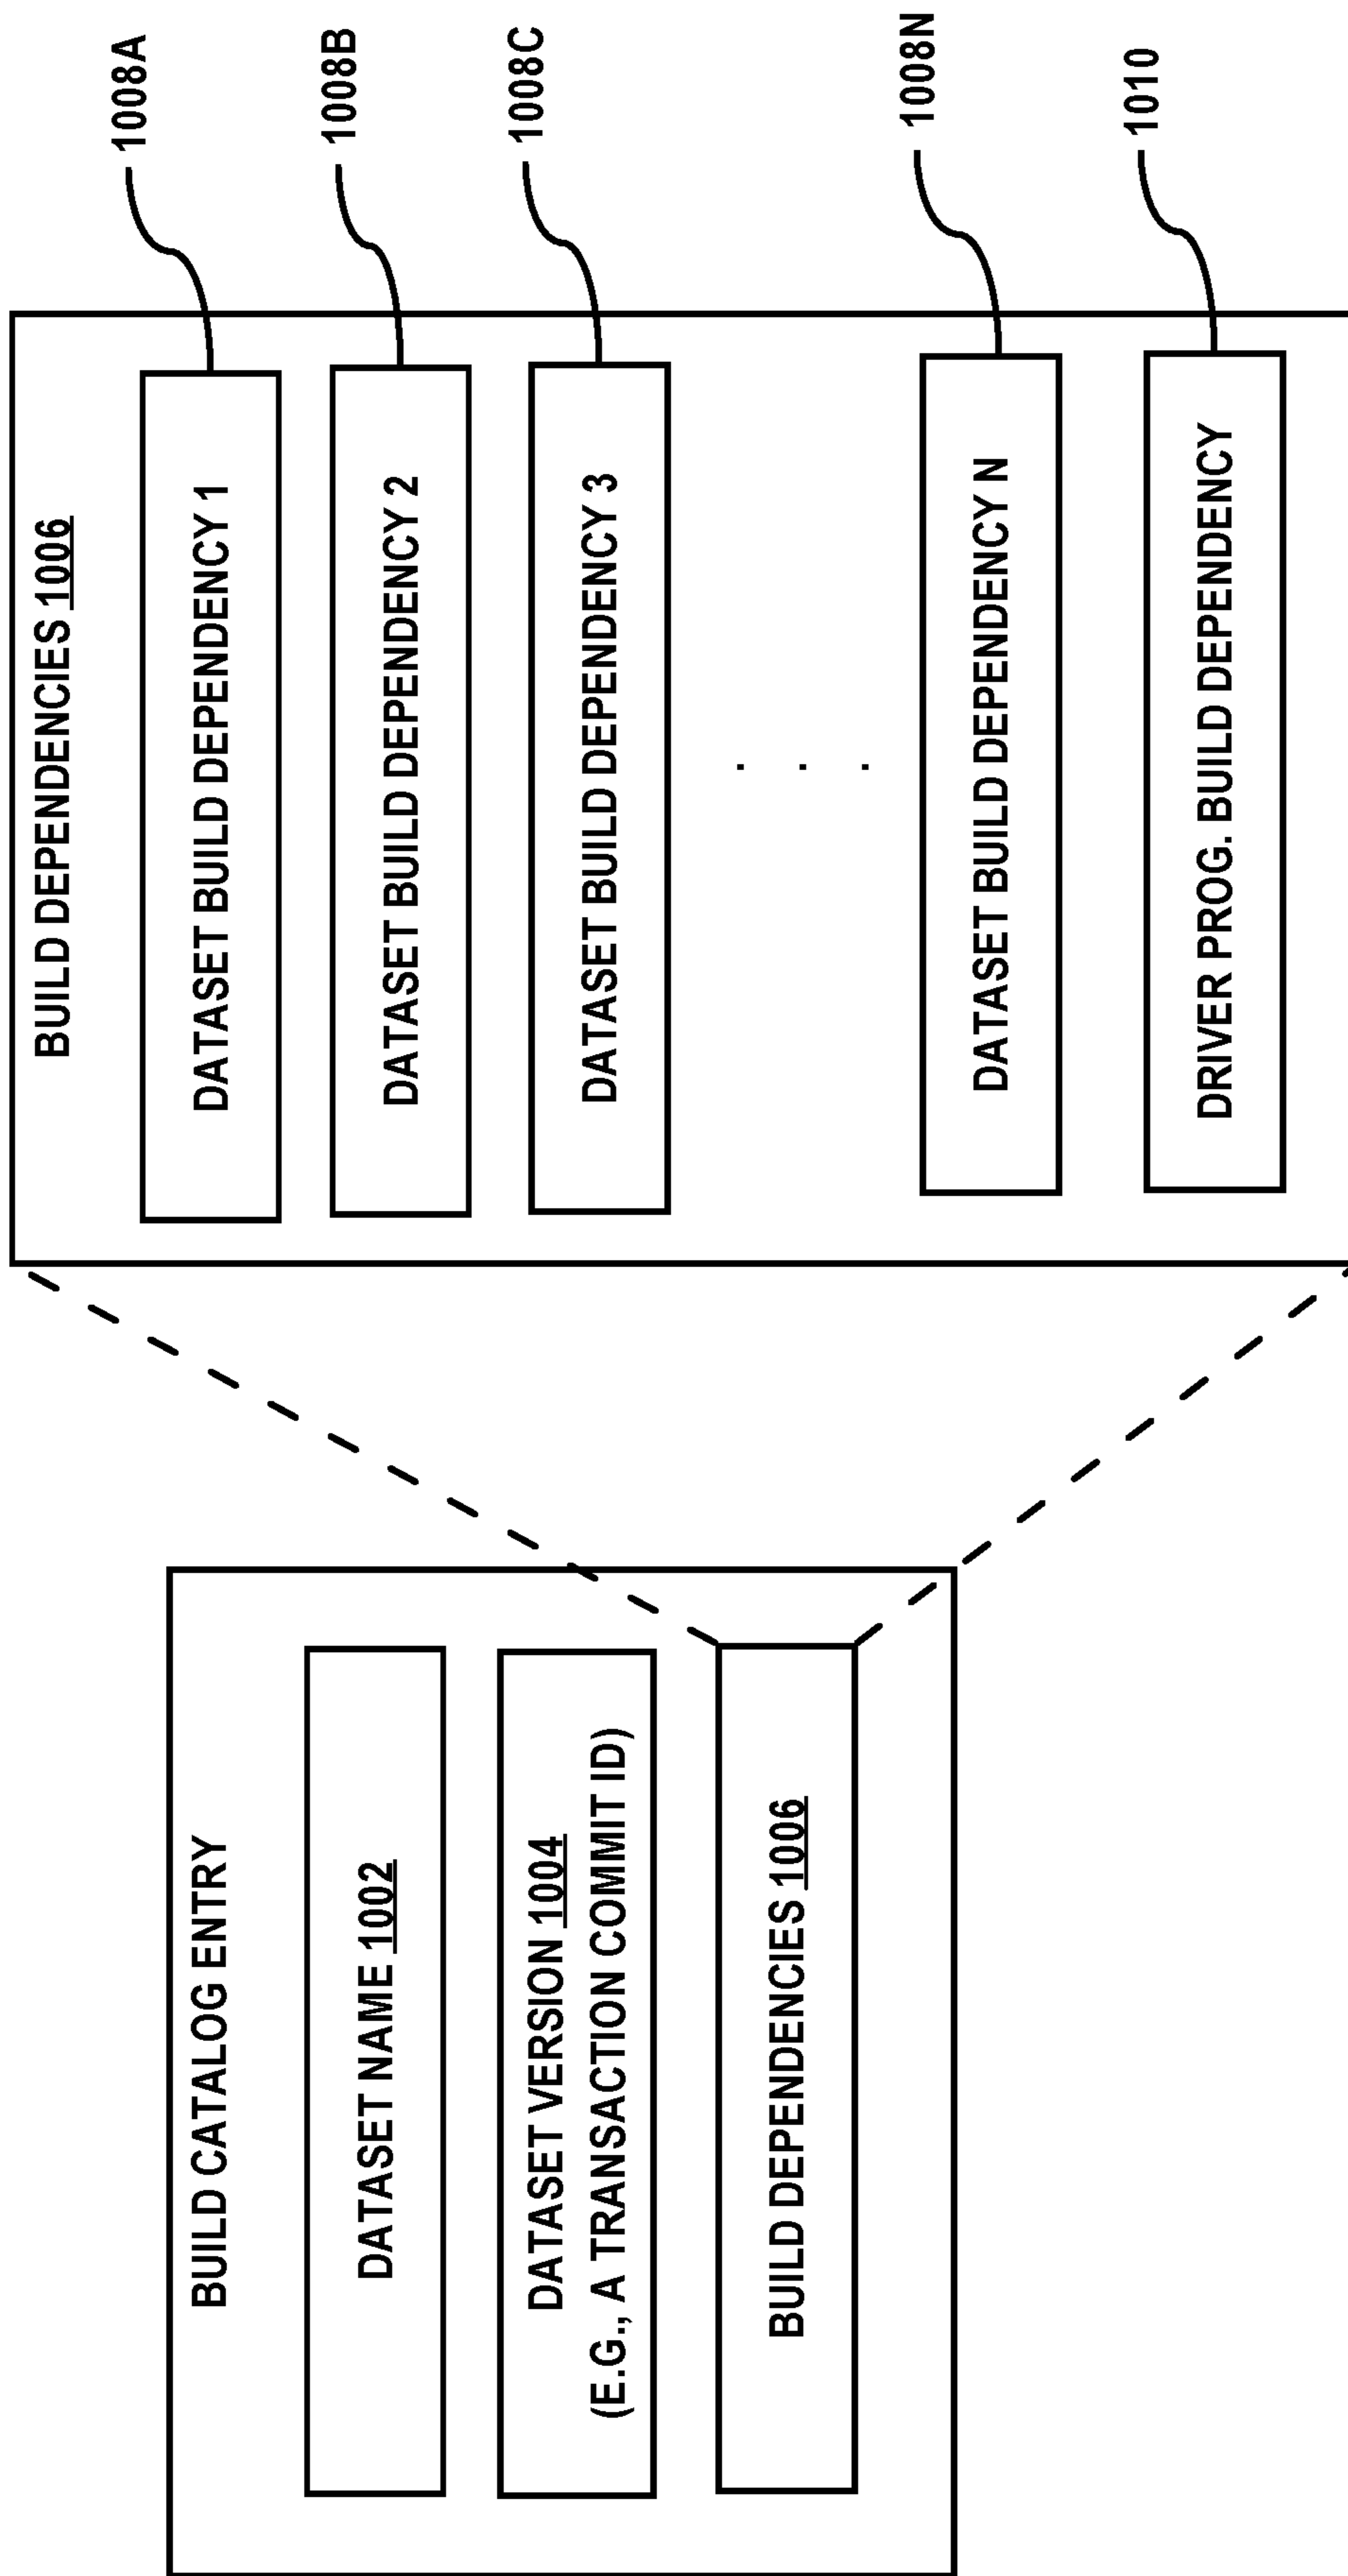 BUILD CATALOG ENTRY
DATASET NAME 1002
DATASET VERSION 1004
(E.G., A TRANSACTION COMMIT ID)
BUILD DEPENDENCIES 1006
BUILD DEPENDENCIES 1006
DATASET BUILD DEPENDENCY 1
1008A
DATASET BUILD DEPENDENCY 2
1008B
DATASET BUILD DEPENDENCY 3
1008C
. . .
DATASET BUILD DEPENDENCY N
1008N
DRIVER PROG. BUILD DEPENDENCY
1010